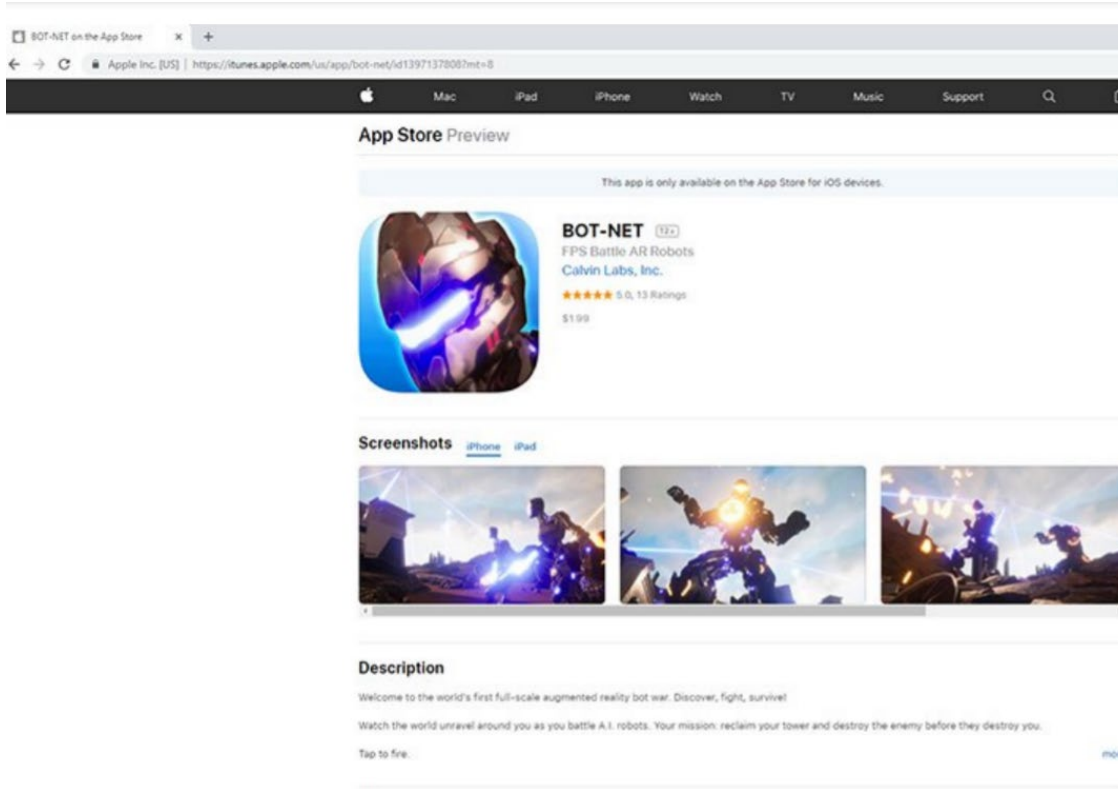 BOT-NET on the App Store
Apple Inc. [US] | https://itunes.apple.com/us/app/bot-net/id1397137808?mt=8
Mac iPad iPhone Watch TV Music Support
App Store Preview
This app is only available on the App Store for iOS devices.
BOT-NET 12+
FPS Battle AR Robots
Calvin Labs, Inc.
★★★★★ 5.0, 13 Ratings
$1.99
Screenshots iPhone iPad
Description
Welcome to the world's first full-scale augmented reality bot war. Discover, fight, survive!
Watch the world unravel around you as you battle A.I. robots. Your mission: reclaim your tower and destroy the enemy before they destroy you.
Tap to fire.